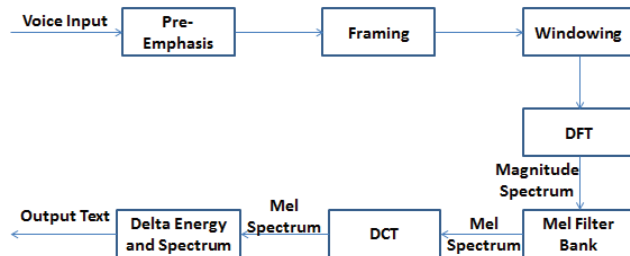 Voice Input
Pre-
Emphasis
Framing
Windowing
DFT
Magnitude
Spectrum
Mel Filter
Bank
Mel
Spectrum
DCT
Mel
Spectrum
Delta Energy
and Spectrum
Output Text